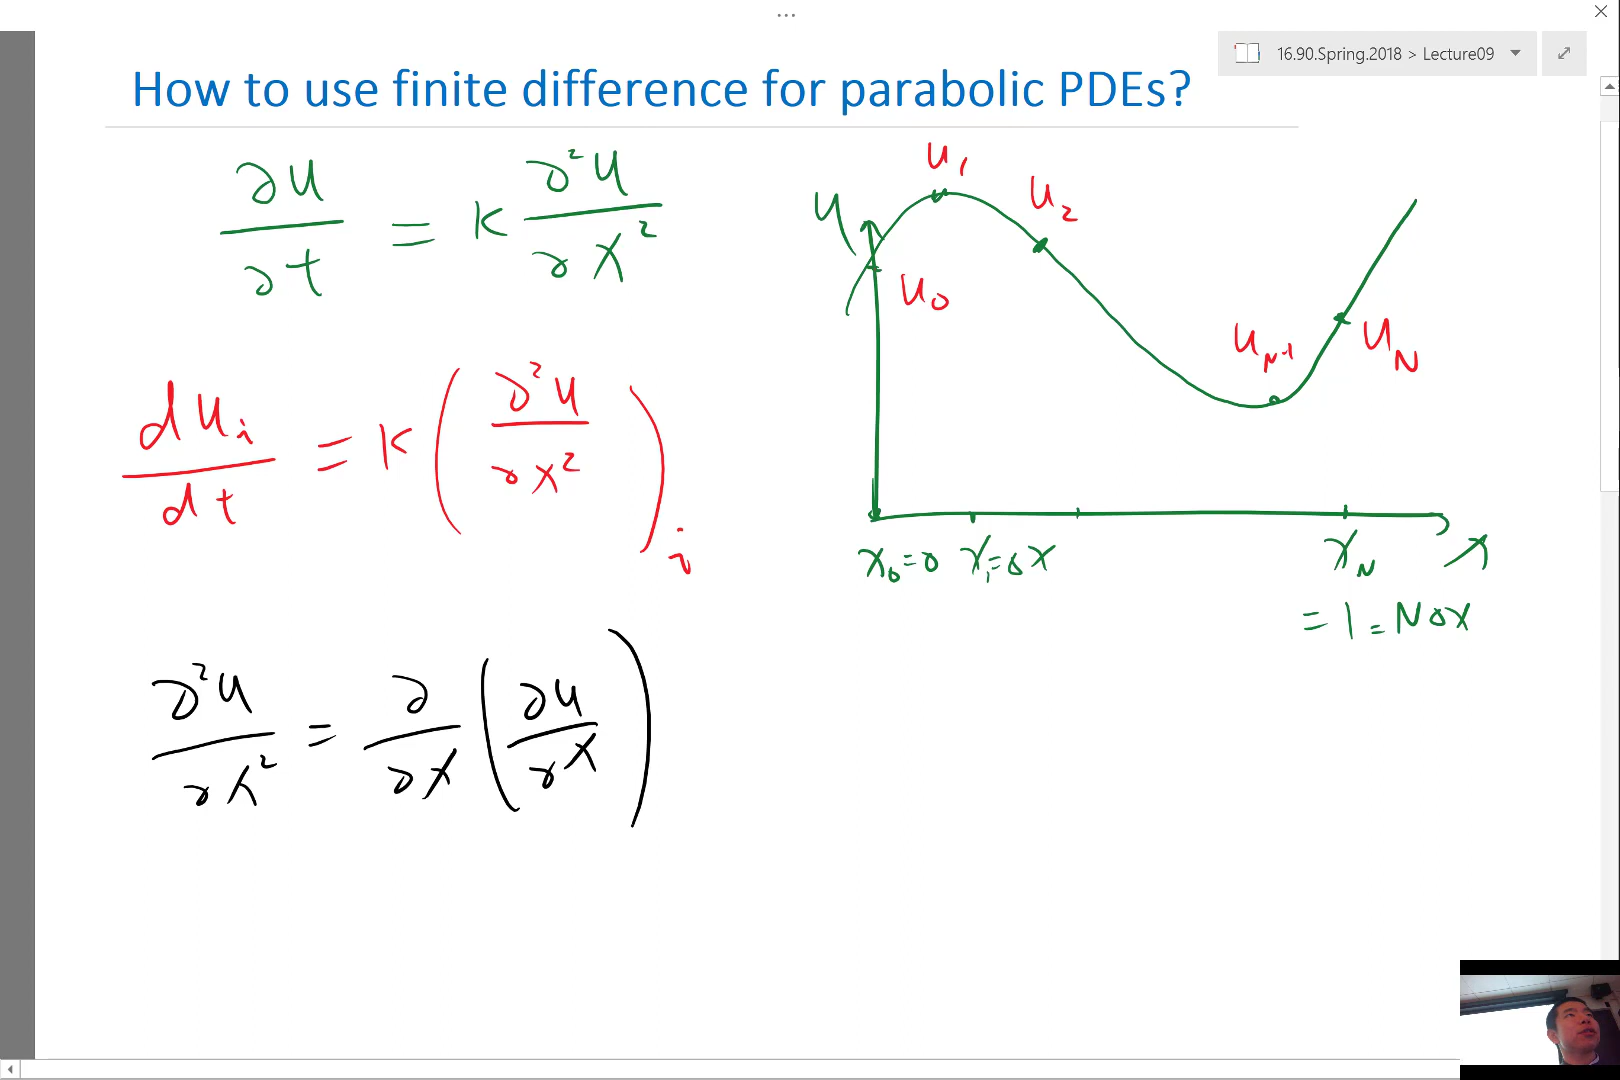 16.90.Spring.2018 > Lecture09
How to use finite difference for parabolic PDEs?
∂u/∂t = κ ∂²u/∂x²
du_i/dt = κ (∂²u/∂x²)_i
∂²u/∂x² = ∂/∂x (∂u/∂x)
u
u_0
u_1
u_2
u_{N-1}
u_N
x_0=0 x_1=Δx
x_N
x
= 1 = NΔx